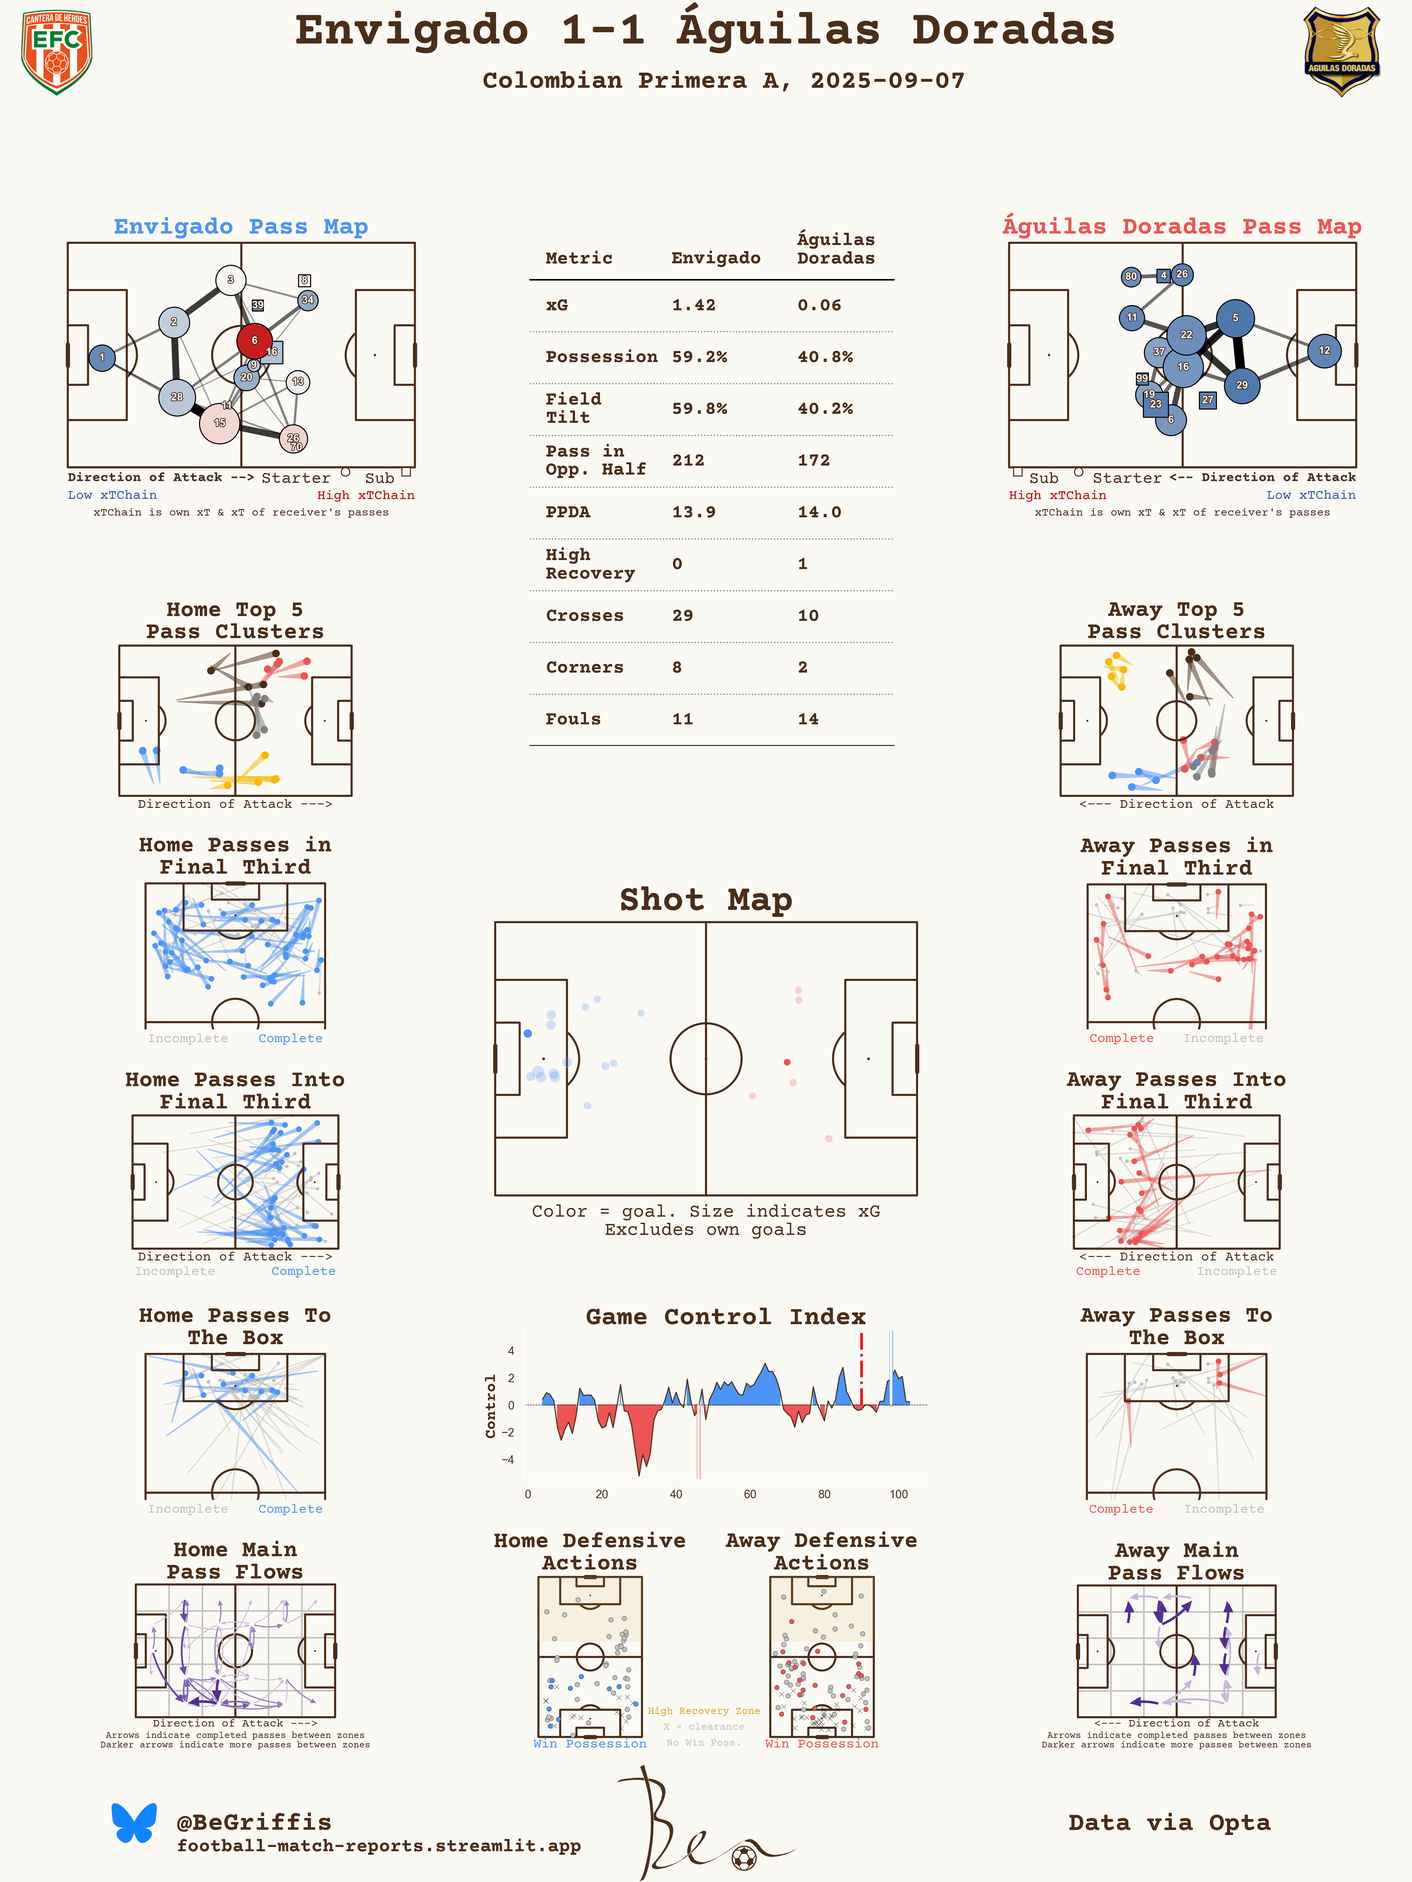 Envigado 1-1 Águilas Doradas
Colombian Primera A, 2025-09-07
CANTERA DE HÉROES
EFC
AGUILAS DORADAS
Envigado Pass Map
3
8
34
39
2
6
16
1
9
20
13
28
11
15
26
70
Direction of Attack --> Starter Sub
Low xTChain High xTChain
xTChain is own xT & xT of receiver's passes
Metric Envigado Águilas Doradas
xG 1.42 0.06
Possession 59.2% 40.8%
Field Tilt 59.8% 40.2%
Pass in Opp. Half 212 172
PPDA 13.9 14.0
High Recovery 0 1
Crosses 29 10
Corners 8 2
Fouls 11 14
Águilas Doradas Pass Map
80
4
26
11
5
22
37
12
16
99
29
19
23
27
6
Sub Starter <-- Direction of Attack
High xTChain Low xTChain
xTChain is own xT & xT of receiver's passes
Home Top 5
Pass Clusters
Direction of Attack --->
Away Top 5
Pass Clusters
<--- Direction of Attack
Home Passes in
Final Third
Incomplete Complete
Away Passes in
Final Third
Complete Incomplete
Shot Map
Color = goal. Size indicates xG
Excludes own goals
Home Passes Into
Final Third
Direction of Attack --->
Incomplete Complete
Away Passes Into
Final Third
<--- Direction of Attack
Complete Incomplete
Home Passes To
The Box
Incomplete Complete
Game Control Index
Control
4
2
0
−2
−4
0 20 40 60 80 100
Away Passes To
The Box
Complete Incomplete
Home Main
Pass Flows
Direction of Attack --->
Arrows indicate completed passes between zones
Darker arrows indicate more passes between zones
Home Defensive
Actions
Win Possession
High Recovery Zone
X = clearance
No Win Poss.
Away Defensive
Actions
Win Possession
Away Main
Pass Flows
<--- Direction of Attack
Arrows indicate completed passes between zones
Darker arrows indicate more passes between zones
@BeGriffis
football-match-reports.streamlit.app
Ben
Data via Opta